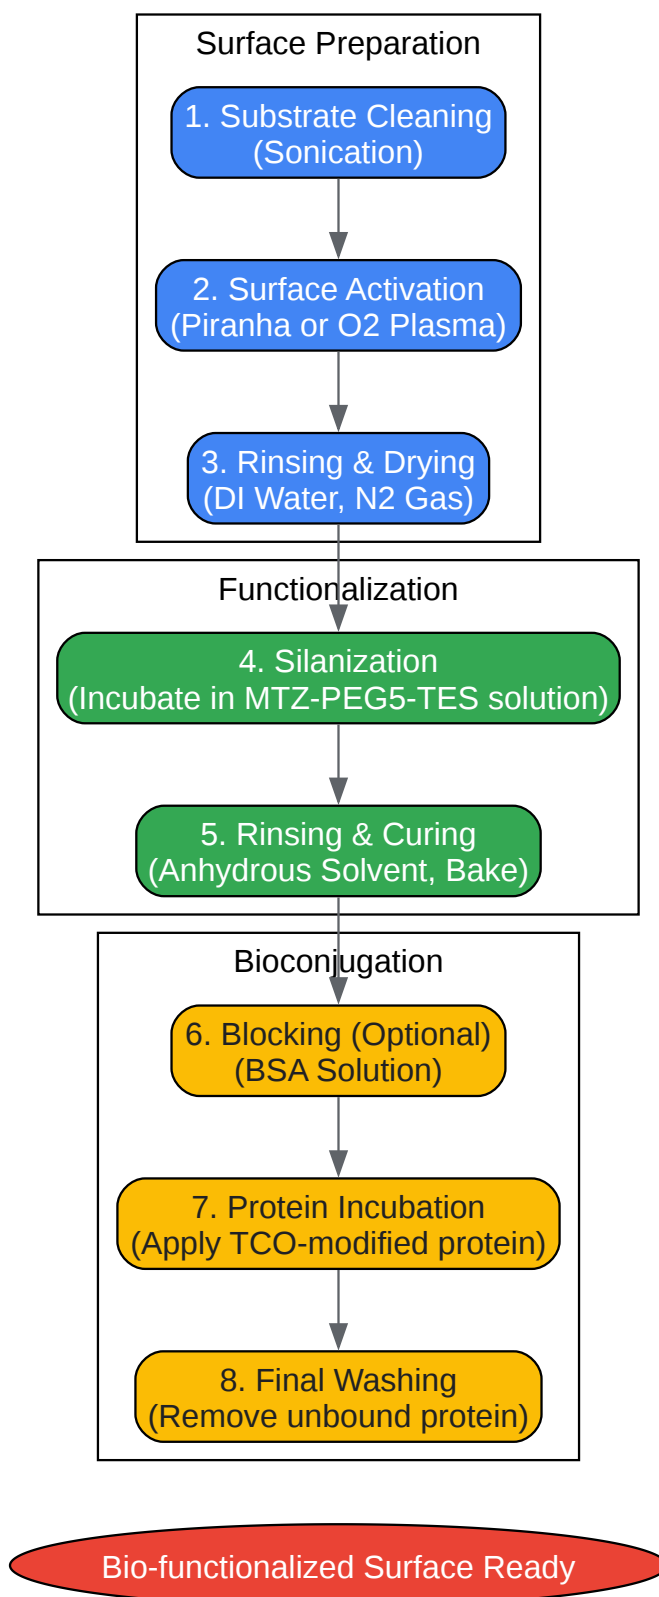 Surface Preparation
1. Substrate Cleaning
(Sonication)
2. Surface Activation
(Piranha or O2 Plasma)
3. Rinsing & Drying
(DI Water, N2 Gas)
Functionalization
4. Silanization
(Incubate in MTZ-PEG5-TES solution)
5. Rinsing & Curing
(Anhydrous Solvent, Bake)
Bioconjugation
6. Blocking (Optional)
(BSA Solution)
7. Protein Incubation
(Apply TCO-modified protein)
8. Final Washing
(Remove unbound protein)
Bio-functionalized Surface Ready